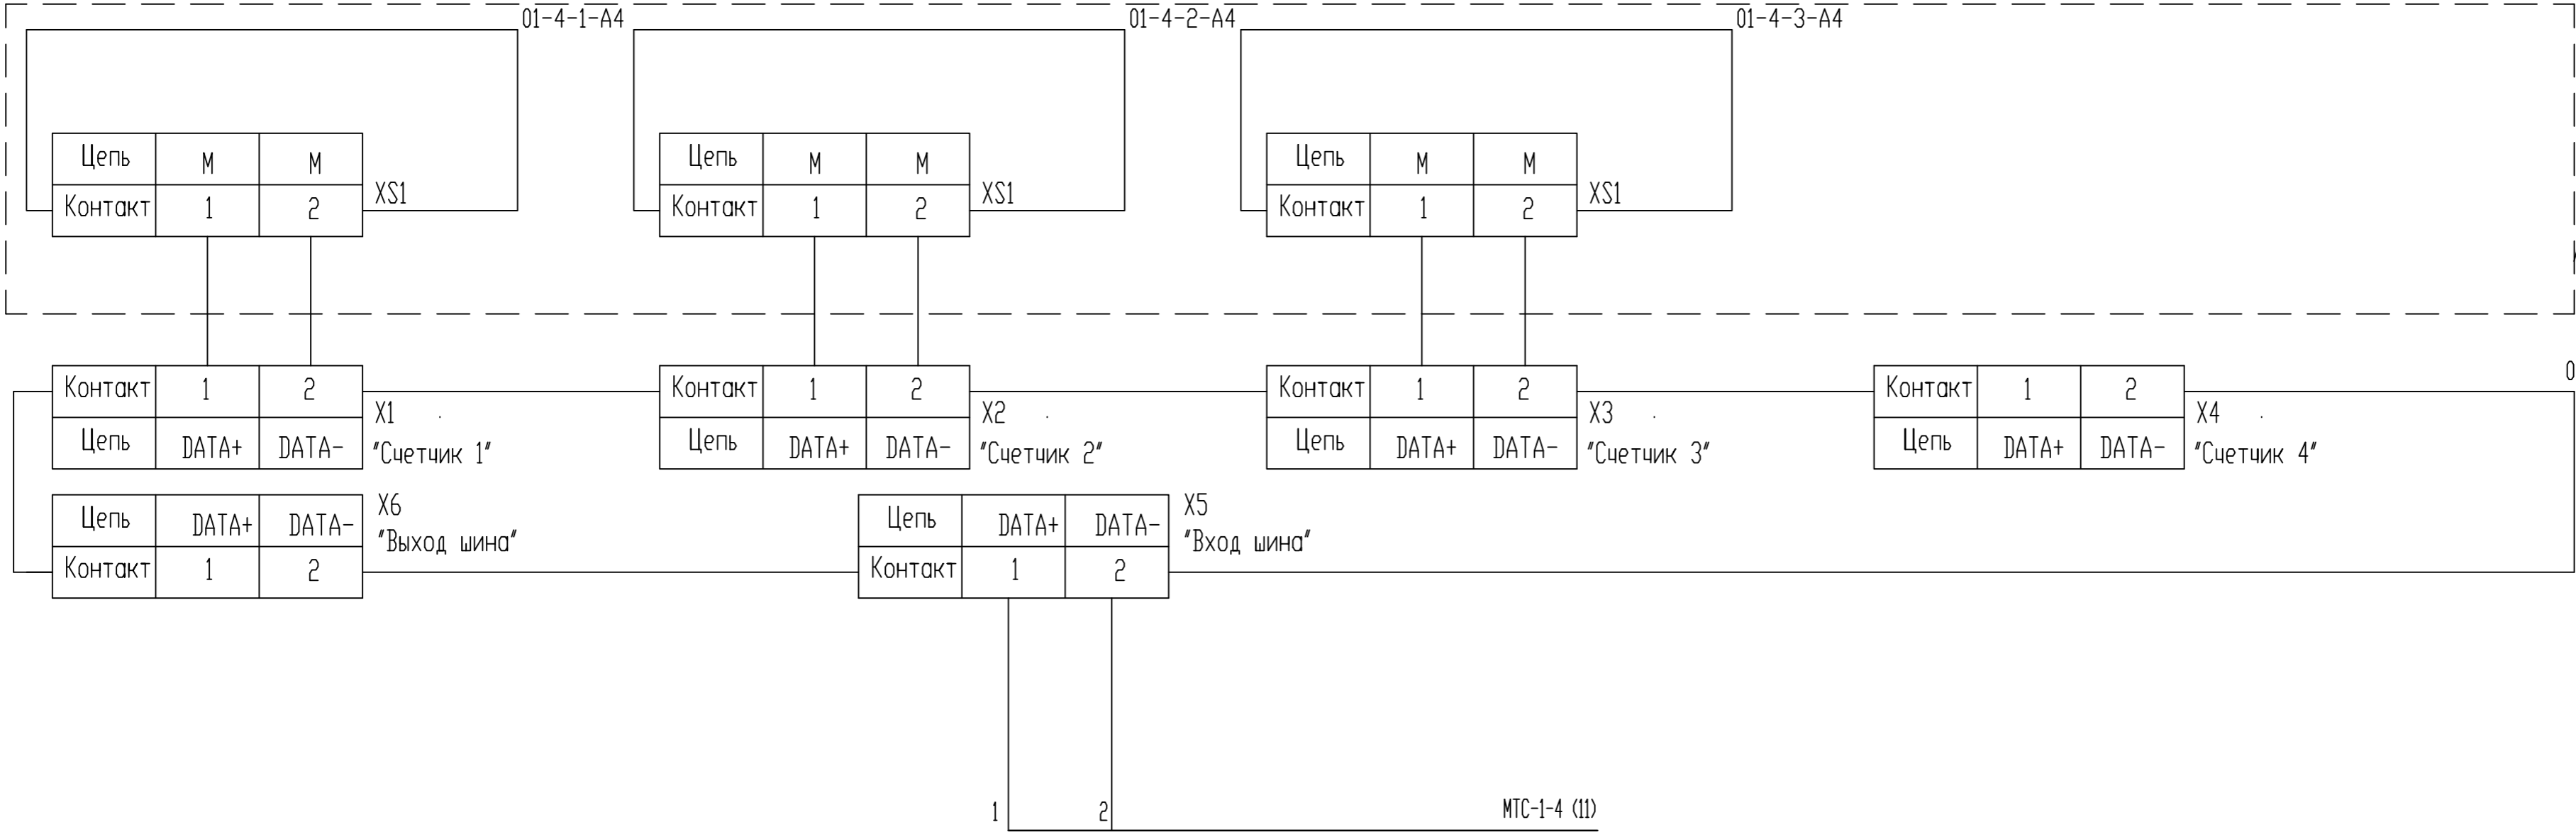 01-4-1-А4 01-4-2-А4 01-4-3-А4
Цепь М М Цепь М М Цепь М М
Контакт 1 2 XS1 Контакт 1 2 XS1 Контакт 1 2 XS1
Контакт 1 2 X1 Контакт 1 2 X2 Контакт 1 2 X3 Контакт 1 2 X4
Цепь DATA+ DATA- "Счетчик 1" Цепь DATA+ DATA- "Счетчик 2" Цепь DATA+ DATA- "Счетчик 3" Цепь DATA+ DATA- "Счетчик 4"
Цепь DATA+ DATA- X6 Цепь DATA+ DATA- X5
Контакт 1 2 "Выход шина" Контакт 1 2 "Вход шина"
1 2 МТС-1-4 (11)